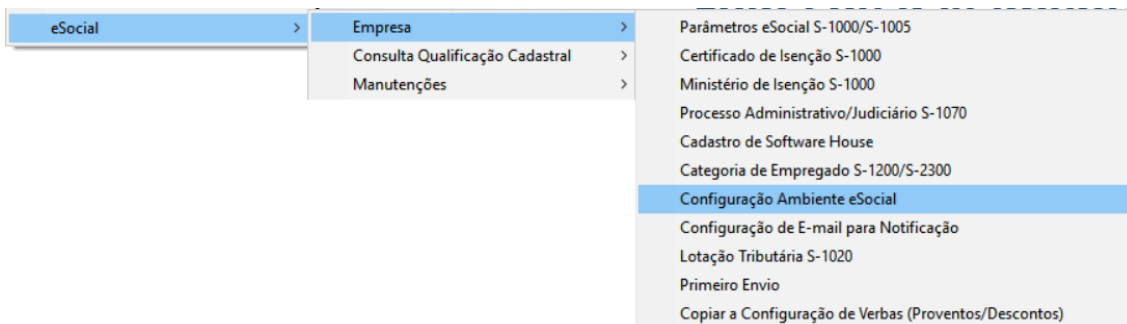 eSocial
Empresa
Consulta Qualificação Cadastral
Manutenções
Parâmetros eSocial S-1000/S-1005
Certificado de Isenção S-1000
Ministério de Isenção S-1000
Processo Administrativo/Judiciário S-1070
Cadastro de Software House
Categoria de Empregado S-1200/S-2300
Configuração Ambiente eSocial
Configuração de E-mail para Notificação
Lotação Tributária S-1020
Primeiro Envio
Copiar a Configuração de Verbas (Proventos/Descontos)